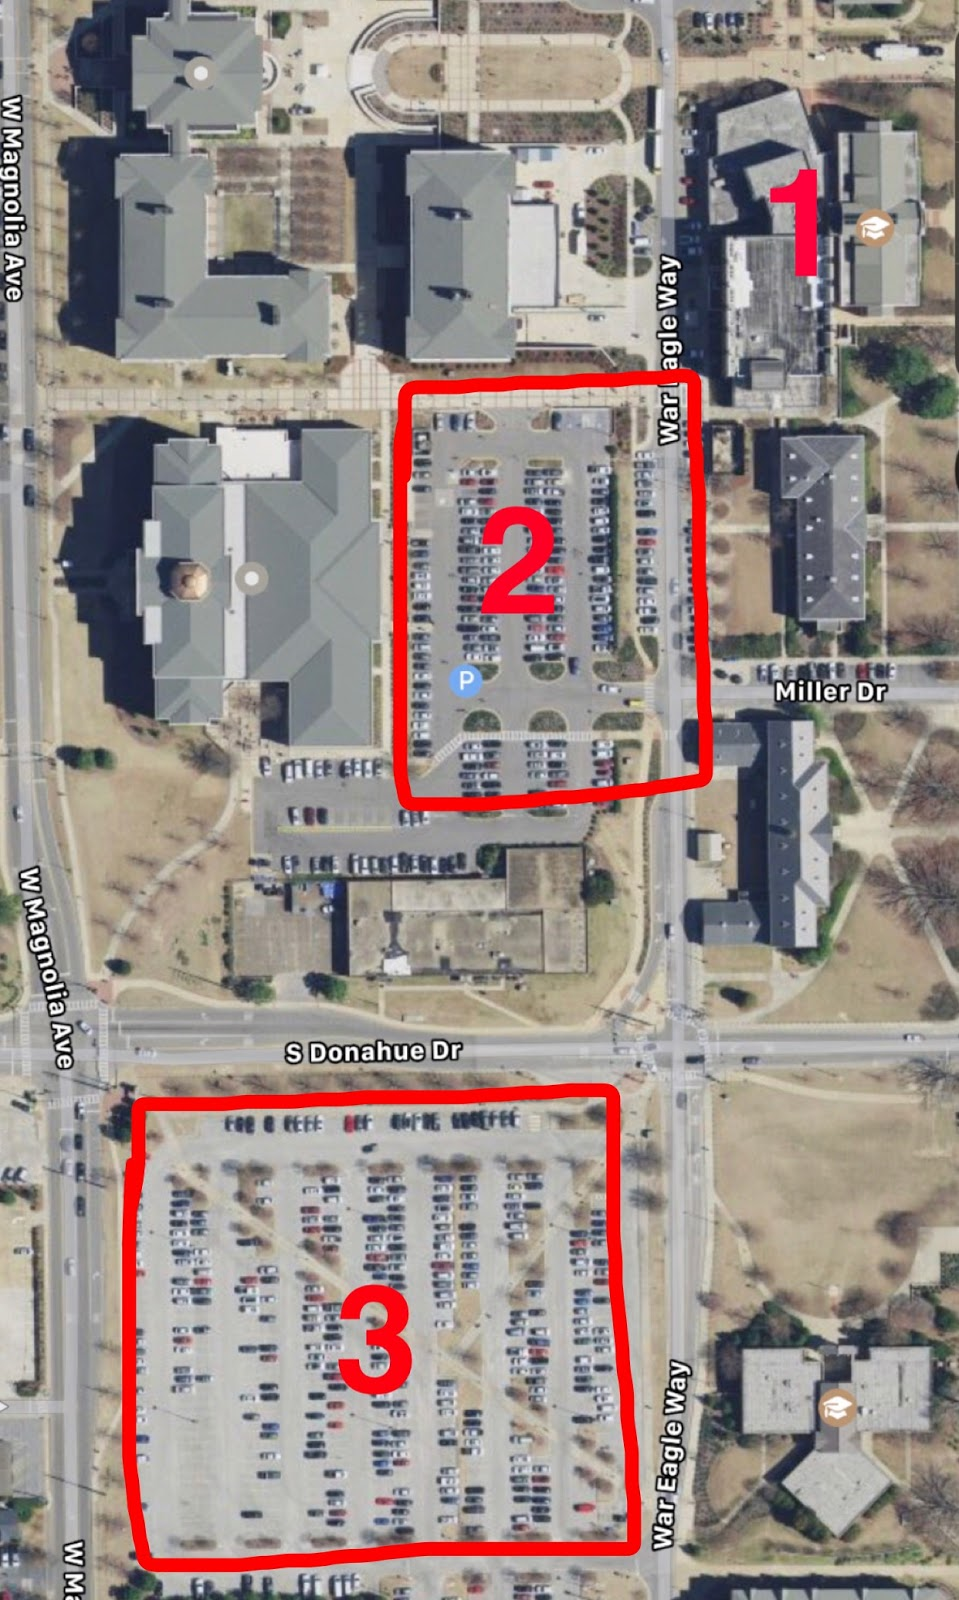 W Magnolia Ave
1
War Eagle Way
2
P
Miller Dr
W Magnolia Ave
S Donahue Dr
3
War Eagle Way
W Ma